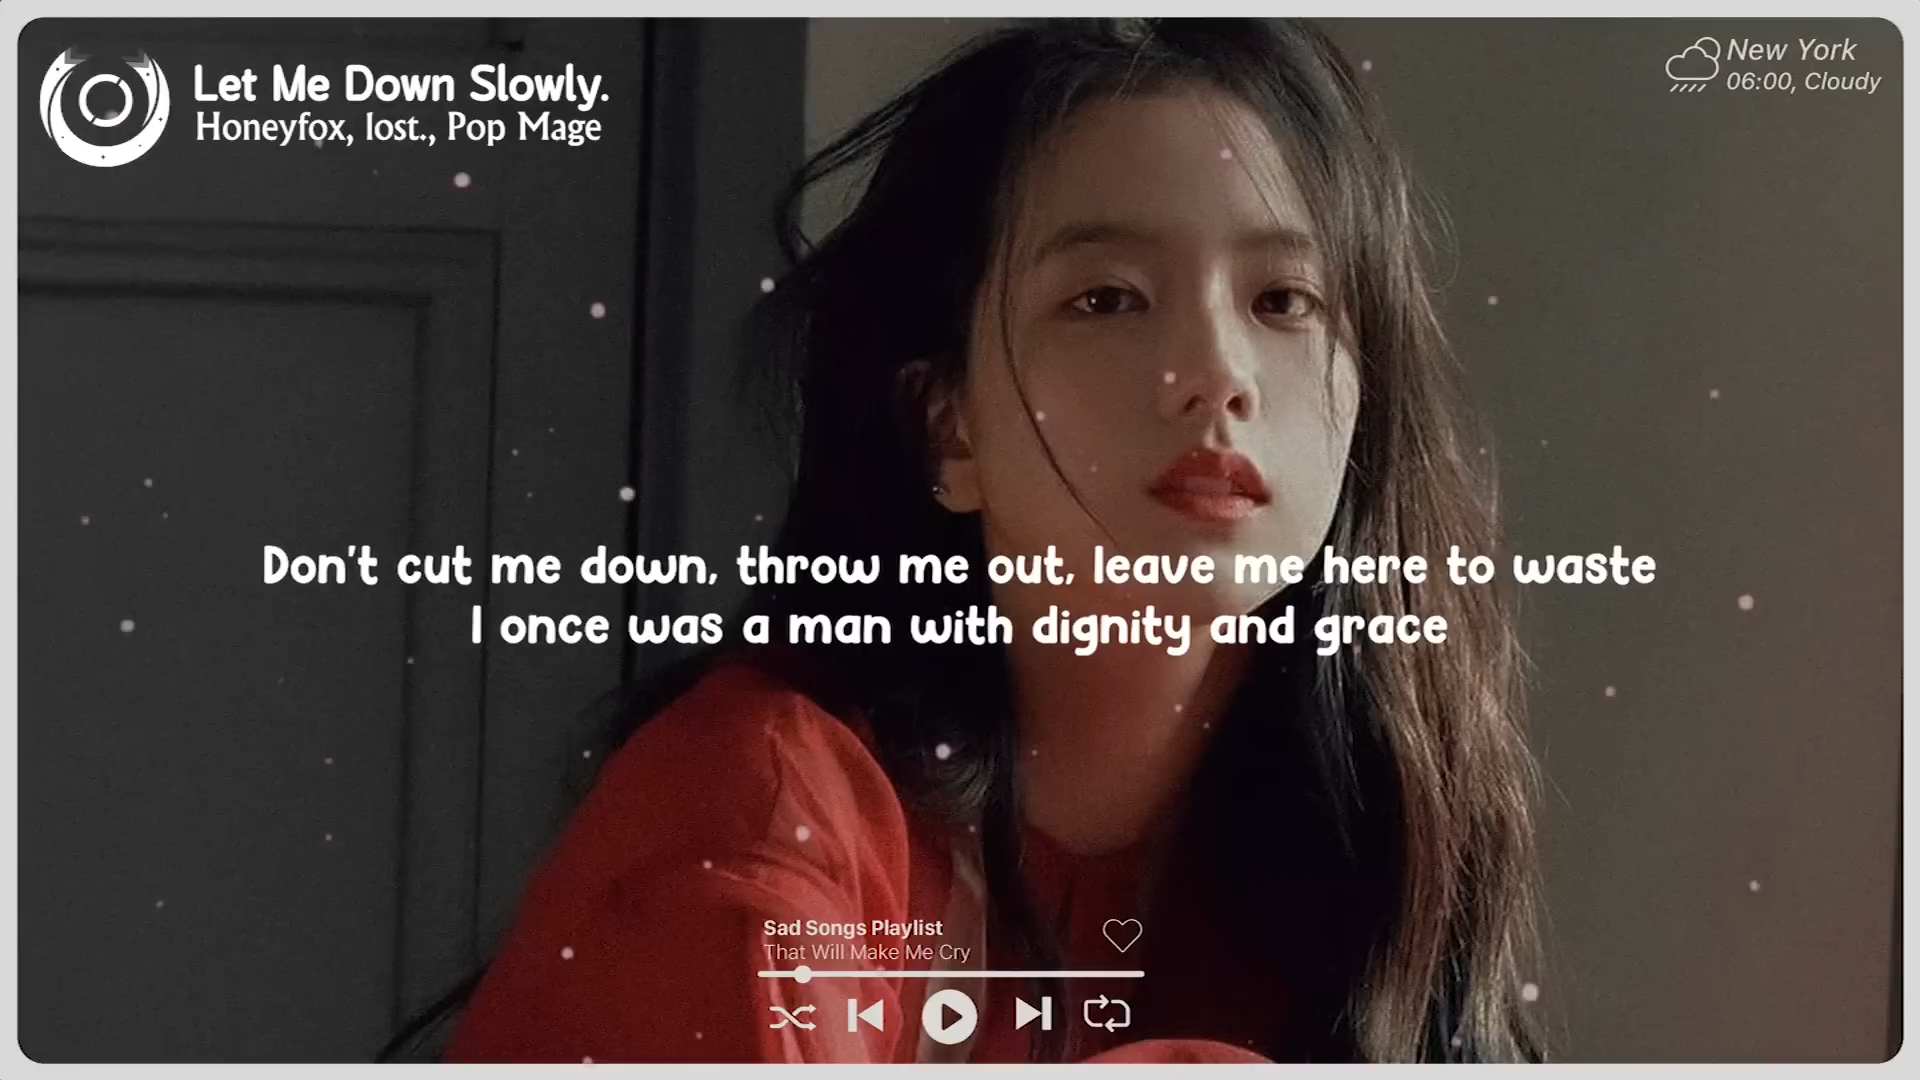 Let Me Down Slowly.
Honeyfox, lost., Pop Mage
New York
06:00, Cloudy
Don't cut me down, throw me out, leave me here to waste
I once was a man with dignity and grace
Sad Songs Playlist
That Will Make Me Cry